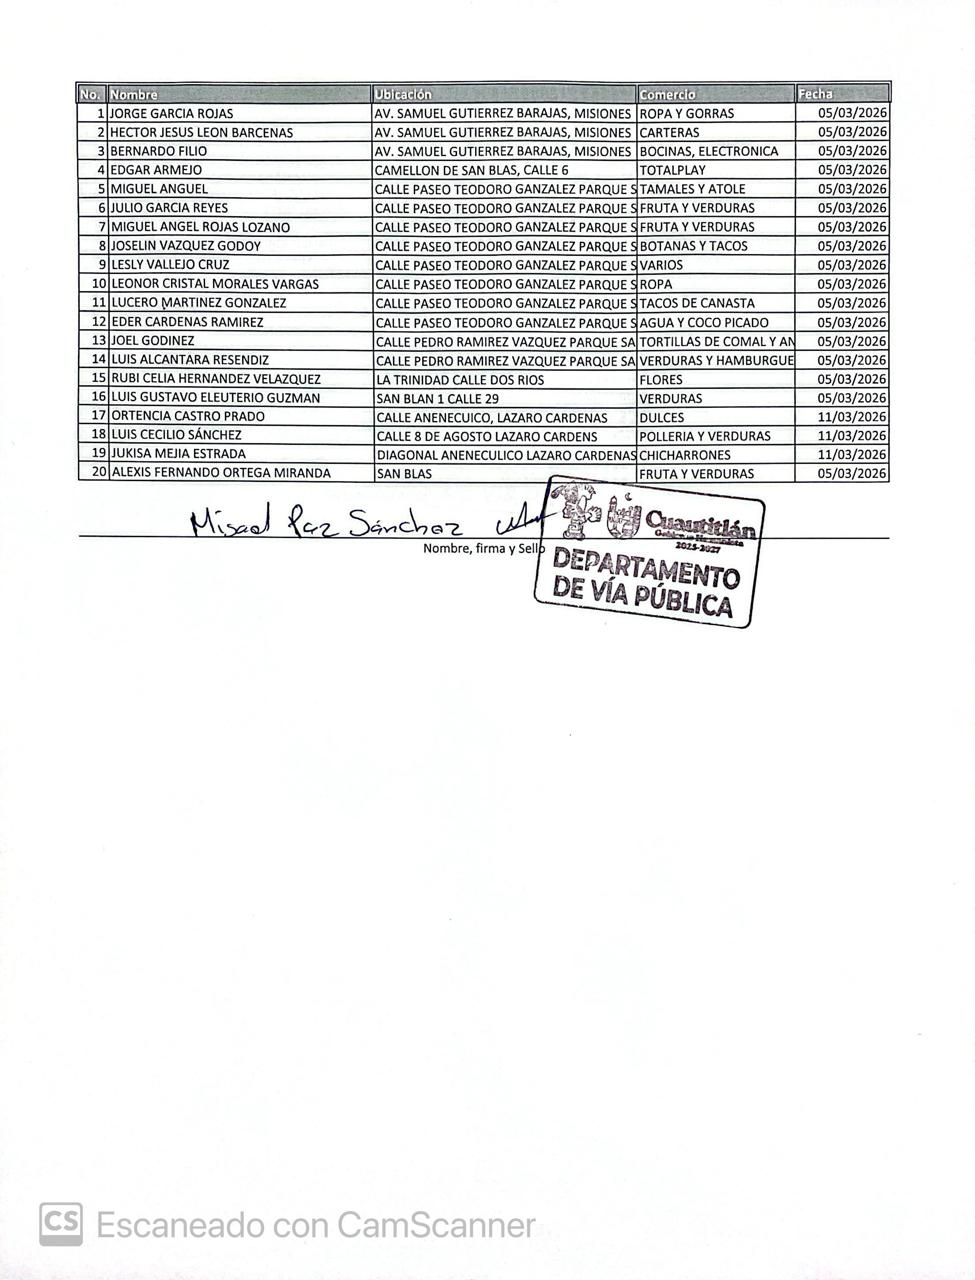 No. Nombre Ubicación Comercio Fecha
1 JORGE GARCIA ROJAS AV. SAMUEL GUTIERREZ BARAJAS, MISIONES ROPA Y GORRAS 05/03/2026
2 HECTOR JESUS LEON BARCENAS AV. SAMUEL GUTIERREZ BARAJAS, MISIONES CARTERAS 05/03/2026
3 BERNARDO FILIO AV. SAMUEL GUTIERREZ BARAJAS, MISIONES BOCINAS, ELECTRONICA 05/03/2026
4 EDGAR ARMEJO CAMELLON DE SAN BLAS, CALLE 6 TOTALPLAY 05/03/2026
5 MIGUEL ANGUEL CALLE PASEO TEODORO GANZALEZ PARQUE S TAMALES Y ATOLE 05/03/2026
6 JULIO GARCIA REYES CALLE PASEO TEODORO GANZALEZ PARQUE S FRUTA Y VERDURAS 05/03/2026
7 MIGUEL ANGEL ROJAS LOZANO CALLE PASEO TEODORO GANZALEZ PARQUE S FRUTA Y VERDURAS 05/03/2026
8 JOSELIN VAZQUEZ GODOY CALLE PASEO TEODORO GANZALEZ PARQUE S BOTANAS Y TACOS 05/03/2026
9 LESLY VALLEJO CRUZ CALLE PASEO TEODORO GANZALEZ PARQUE S VARIOS 05/03/2026
10 LEONOR CRISTAL MORALES VARGAS CALLE PASEO TEODORO GANZALEZ PARQUE S ROPA 05/03/2026
11 LUCERO MARTINEZ GONZALEZ CALLE PASEO TEODORO GANZALEZ PARQUE S TACOS DE CANASTA 05/03/2026
12 EDER CARDENAS RAMIREZ CALLE PASEO TEODORO GANZALEZ PARQUE S AGUA Y COCO PICADO 05/03/2026
13 JOEL GODINEZ CALLE PEDRO RAMIREZ VAZQUEZ PARQUE SA TORTILLAS DE COMAL Y AN 05/03/2026
14 LUIS ALCANTARA RESENDIZ CALLE PEDRO RAMIREZ VAZQUEZ PARQUE SA VERDURAS Y HAMBURGUE 05/03/2026
15 RUBI CELIA HERNANDEZ VELAZQUEZ LA TRINIDAD CALLE DOS RIOS FLORES 05/03/2026
16 LUIS GUSTAVO ELEUTERIO GUZMAN SAN BLAN 1 CALLE 29 VERDURAS 05/03/2026
17 ORTENCIA CASTRO PRADO CALLE ANENECUICO, LAZARO CARDENAS DULCES 11/03/2026
18 LUIS CECILIO SÁNCHEZ CALLE 8 DE AGOSTO LAZARO CARDENS POLLERIA Y VERDURAS 11/03/2026
19 JUKISA MEJIA ESTRADA DIAGONAL ANENECULICO LAZARO CARDENAS CHICHARRONES 11/03/2026
20 ALEXIS FERNANDO ORTEGA MIRANDA SAN BLAS FRUTA Y VERDURAS 05/03/2026
Misael Paz Sánchez
Nombre, firma y Sello
Cuautitlán
2025-2027
DEPARTAMENTO
DE VÍA PÚBLICA
CS Escaneado con CamScanner